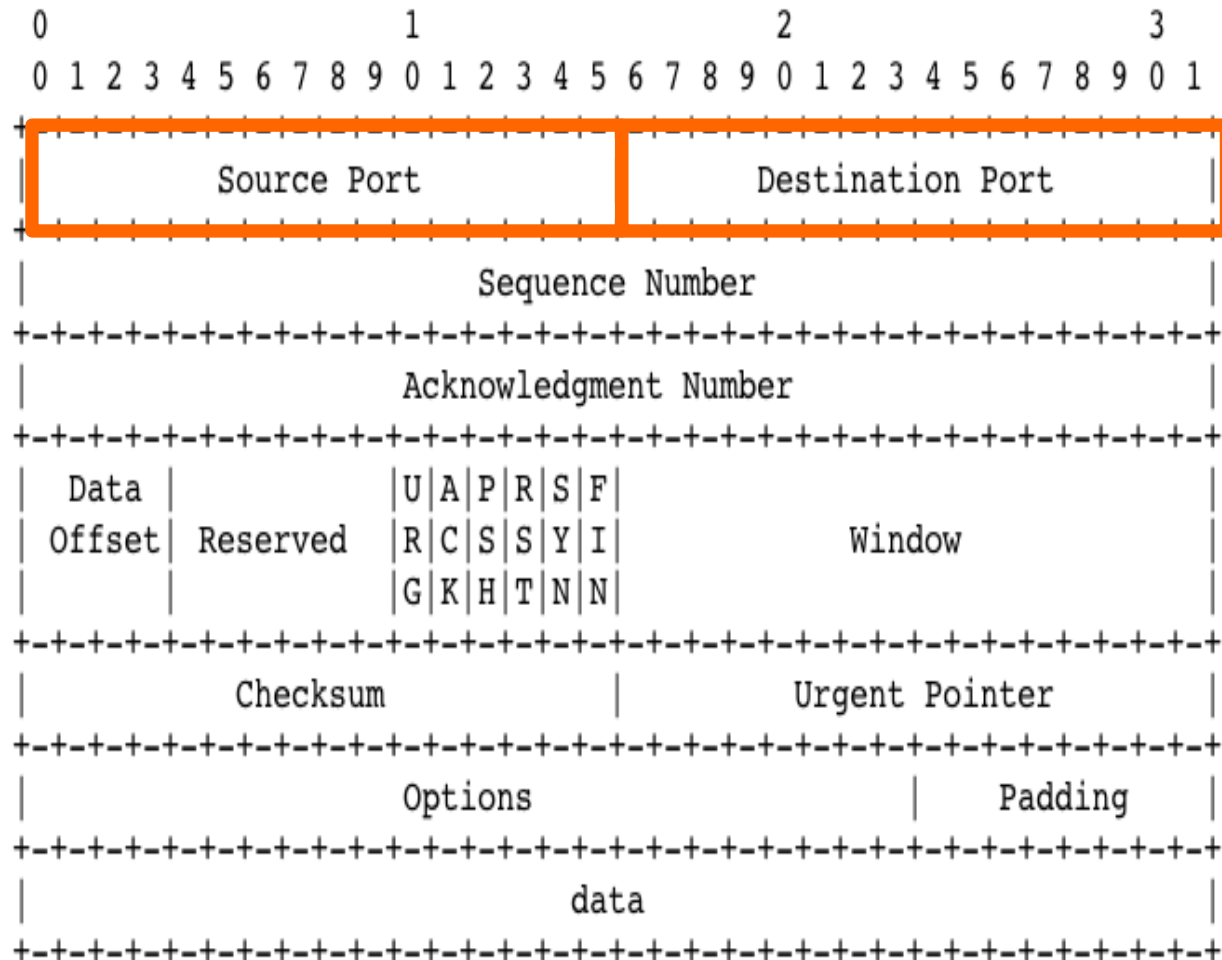 0 1 2 3
0 1 2 3 4 5 6 7 8 9 0 1 2 3 4 5 6 7 8 9 0 1 2 3 4 5 6 7 8 9 0 1
| Source Port Destination Port |
| Sequence Number |
+-+-+-+-+-+-+-+-+-+-+-+-+-+-+-+-+-+-+-+-+-+-+-+-+-+-+-+-+-+-+-+-+
| Acknowledgment Number |
+-+-+-+-+-+-+-+-+-+-+-+-+-+-+-+-+-+-+-+-+-+-+-+-+-+-+-+-+-+-+-+-+
| Data | |U|A|P|R|S|F| |
| Offset| Reserved |R|C|S|S|Y|I| Window |
| | |G|K|H|T|N|N| |
+-+-+-+-+-+-+-+-+-+-+-+-+-+-+-+-+-+-+-+-+-+-+-+-+-+-+-+-+-+-+-+-+
| Checksum | Urgent Pointer |
+-+-+-+-+-+-+-+-+-+-+-+-+-+-+-+-+-+-+-+-+-+-+-+-+-+-+-+-+-+-+-+-+
| Options | Padding |
+-+-+-+-+-+-+-+-+-+-+-+-+-+-+-+-+-+-+-+-+-+-+-+-+-+-+-+-+-+-+-+-+
| data |
+-+-+-+-+-+-+-+-+-+-+-+-+-+-+-+-+-+-+-+-+-+-+-+-+-+-+-+-+-+-+-+-+